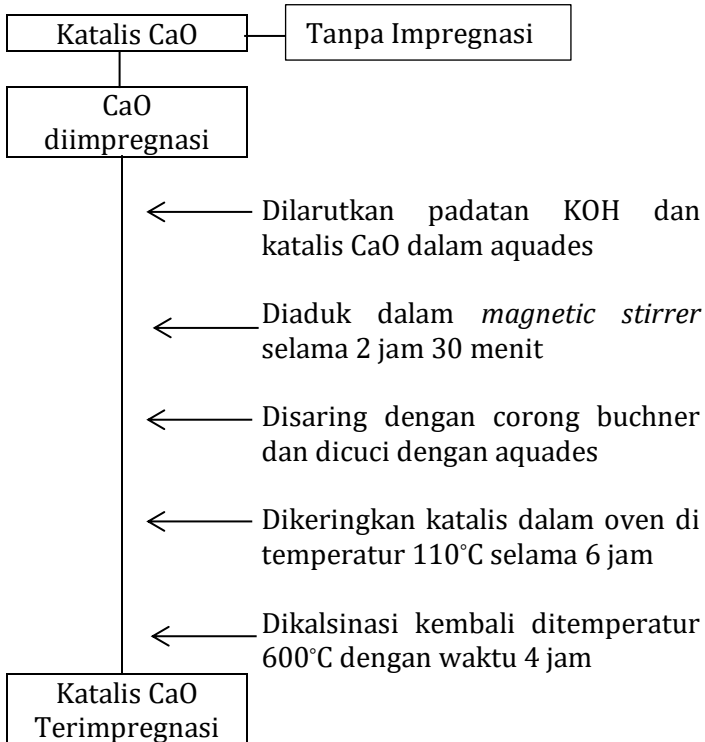 Katalis CaO
Tanpa Impregnasi
CaO
diimpregnasi
Dilarutkan padatan KOH dan
katalis CaO dalam aquades
Diaduk dalam magnetic stirrer
selama 2 jam 30 menit
Disaring dengan corong buchner
dan dicuci dengan aquades
Dikeringkan katalis dalam oven di
temperatur 110°C selama 6 jam
Dikalsinasi kembali ditemperatur
600°C dengan waktu 4 jam
Katalis CaO
Terimpregnasi